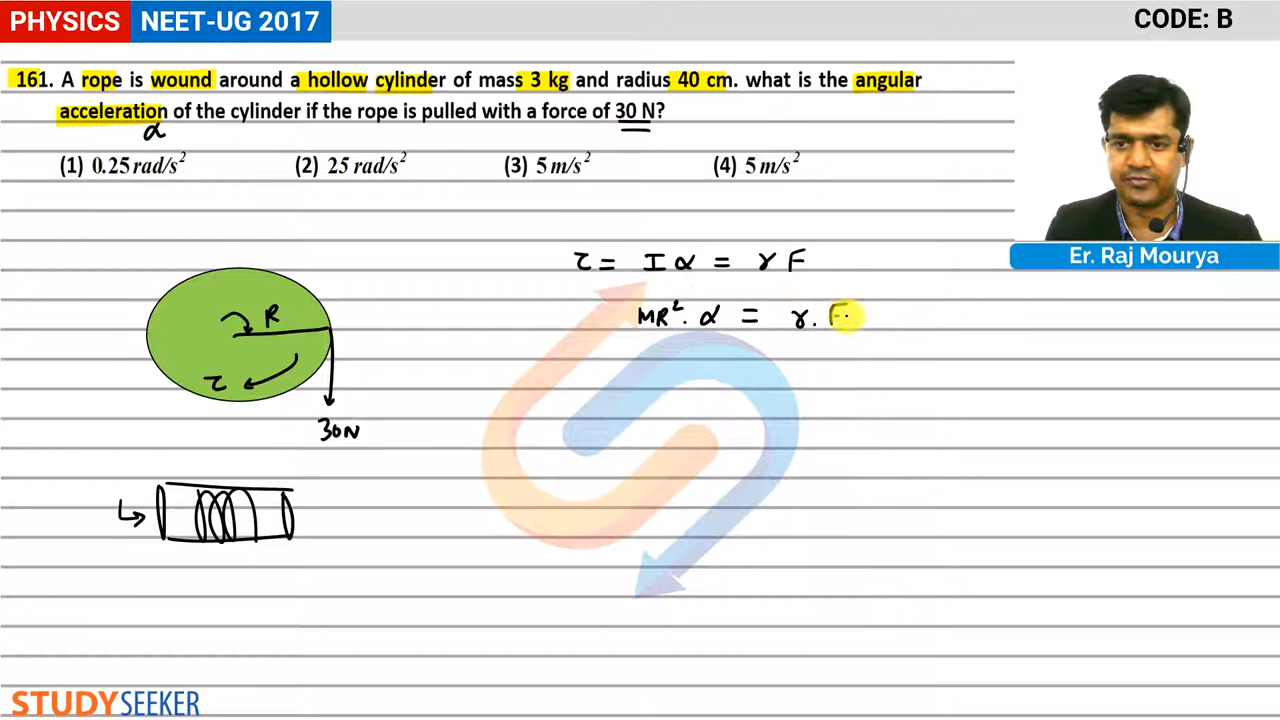 PHYSICS NEET-UG 2017
CODE: B
161. A rope is wound around a hollow cylinder of mass 3 kg and radius 40 cm. what is the angular
acceleration of the cylinder if the rope is pulled with a force of 30 N?
α
(1) 0.25 rad/s² (2) 25 rad/s² (3) 5 m/s² (4) 5 m/s²
Er. Raj Mourya
τ = I α = r F
MR². α = r. F.
R
τ
30N
STUDYSEEKER